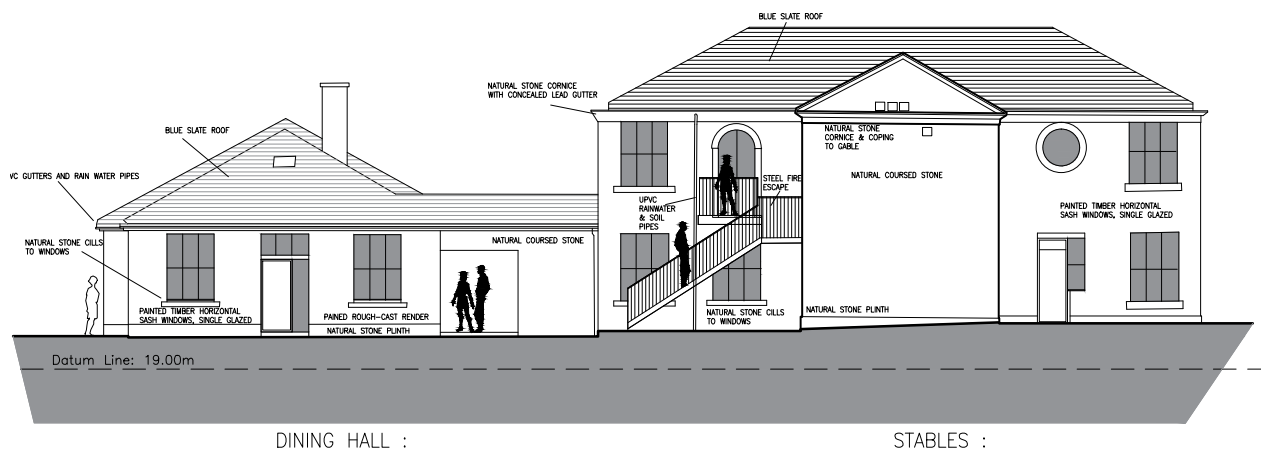 BLUE SLATE ROOF
NATURAL STONE CORNICE
WITH CONCEALED LEAD GUTTER
BLUE SLATE ROOF
NATURAL STONE
CORNICE & COPING
TO GABLE
VC GUTTERS AND RAIN WATER PIPES
STEEL FIRE
ESCAPE
NATURAL COURSED STONE
UPVC
RAINWATER
& SOIL
PIPES
PAINTED TIMBER HORIZONTAL
SASH WINDOWS, SINGLE GLAZED
NATURAL STONE CILLS
TO WINDOWS
NATURAL COURSED STONE
PAINTED TIMBER HORIZONTAL
SASH WINDOWS, SINGLE GLAZED
PAINED ROUGH-CAST RENDER
NATURAL STONE PLINTH
NATURAL STONE CILLS
TO WINDOWS
NATURAL STONE PLINTH
Datum Line: 19.00m
DINING HALL :
STABLES :